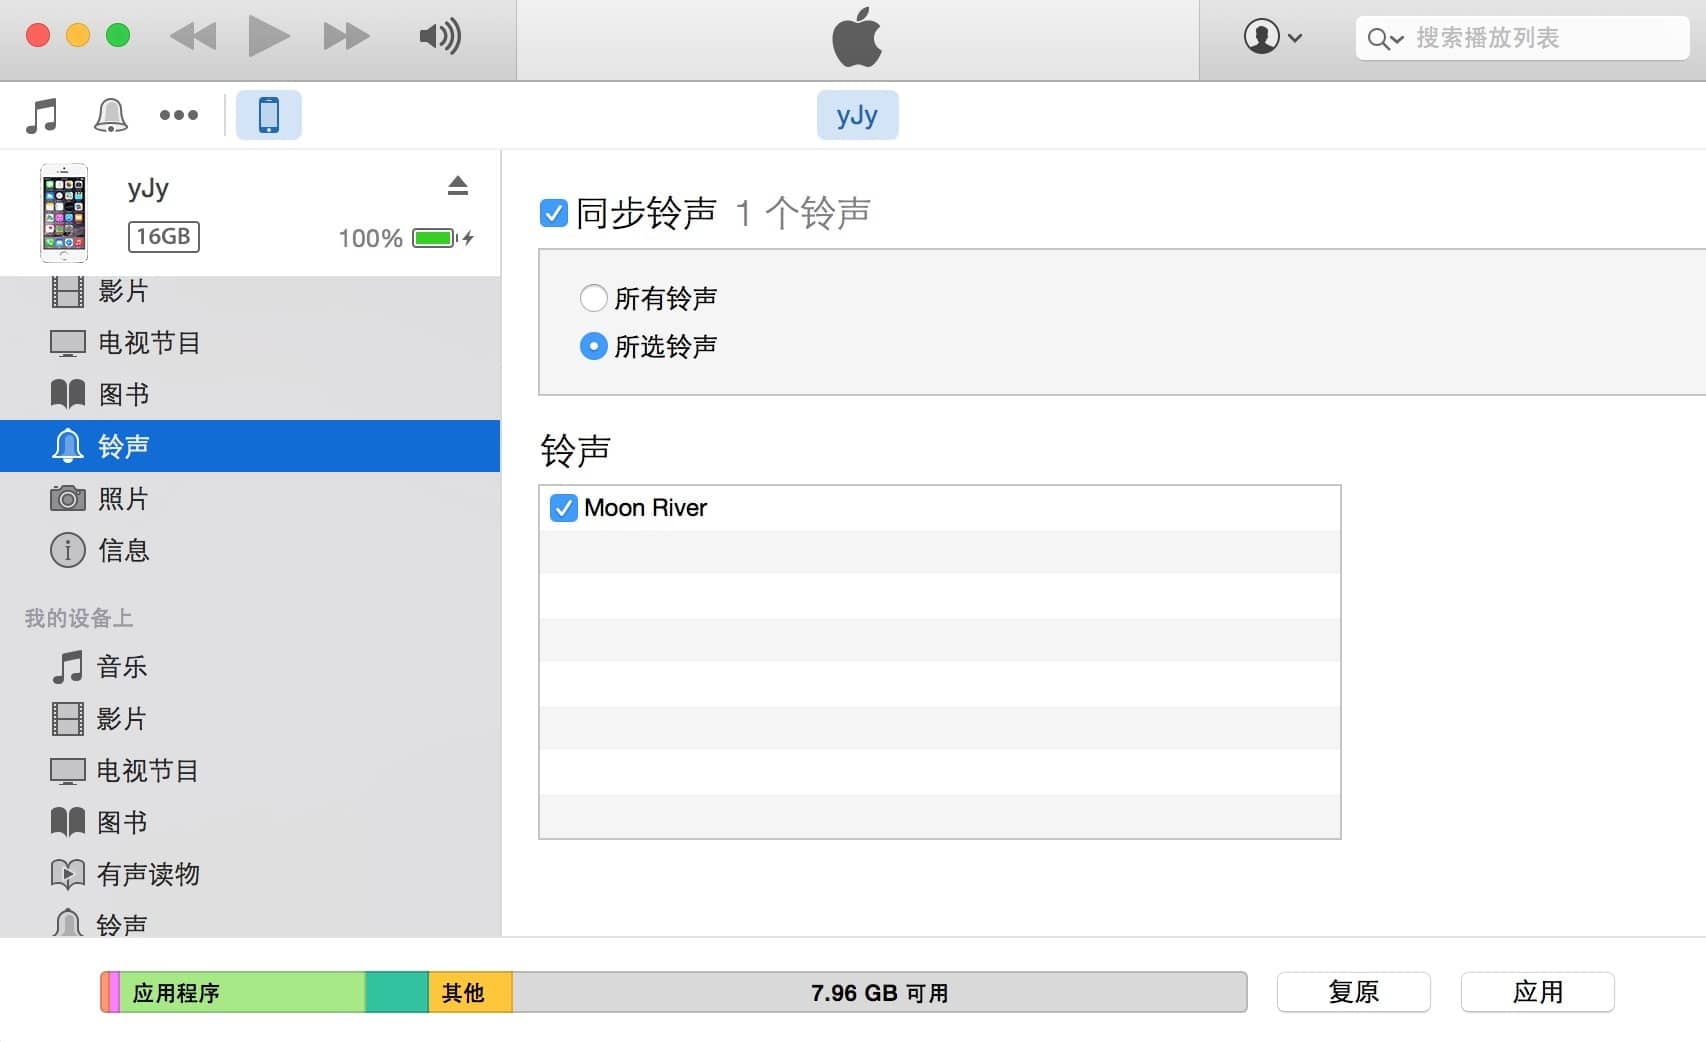 搜索播放列表
yJy
yJy
16GB
100%
影片
电视节目
图书
铃声
照片
信息
我的设备上
音乐
影片
电视节目
图书
有声读物
铃声
同步铃声 1 个铃声
所有铃声
所选铃声
铃声
Moon River
应用程序
其他
7.96 GB 可用
复原
应用